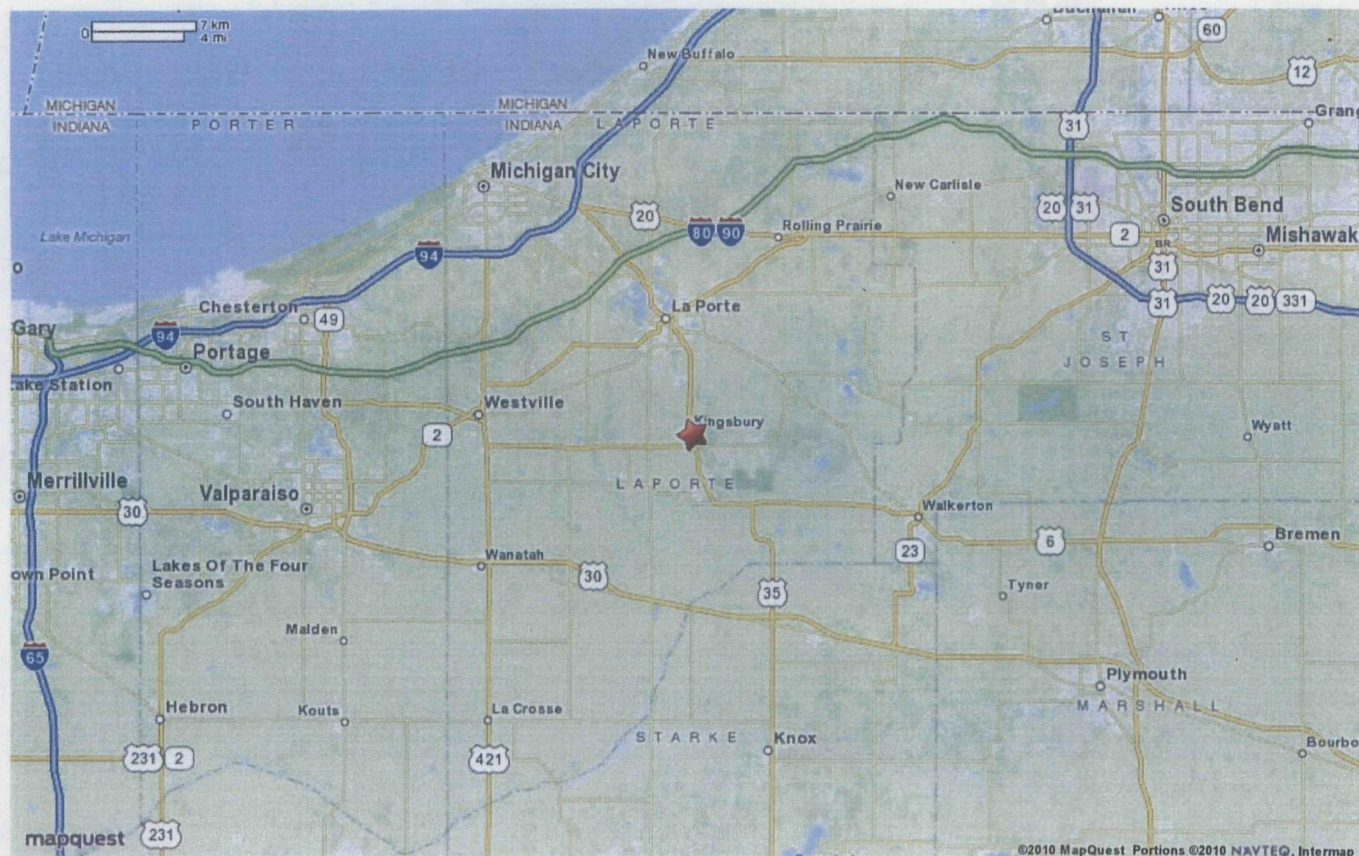 0
7 km
4 mi
New Buffalo
60
12
MICHIGAN
INDIANA
PORTER
MICHIGAN
INDIANA
LAPORTE
31
Michigan City
New Carlisle
20
80
90
Rolling Prairie
20
31
2
South Bend
BR
31
Lake Michigan
94
31
20
20
331
Chesterton
49
La Porte
Gary
94
Portage
ST
JOSEPH
South Haven
Westville
2
Kingsbury
Wyatt
Merrillville
30
Valparaiso
LAPORTE
Walkerton
6
Bremen
23
Wanatah
30
35
Tyner
Lakes Of The Four
Seasons
Malden
65
Plymouth
MARSHALL
Hebron
Kouts
La Crosse
STARKE
Knox
231
2
421
mapquest
231
©2010 MapQuest Portions ©2010 NAVTEQ, Intermap